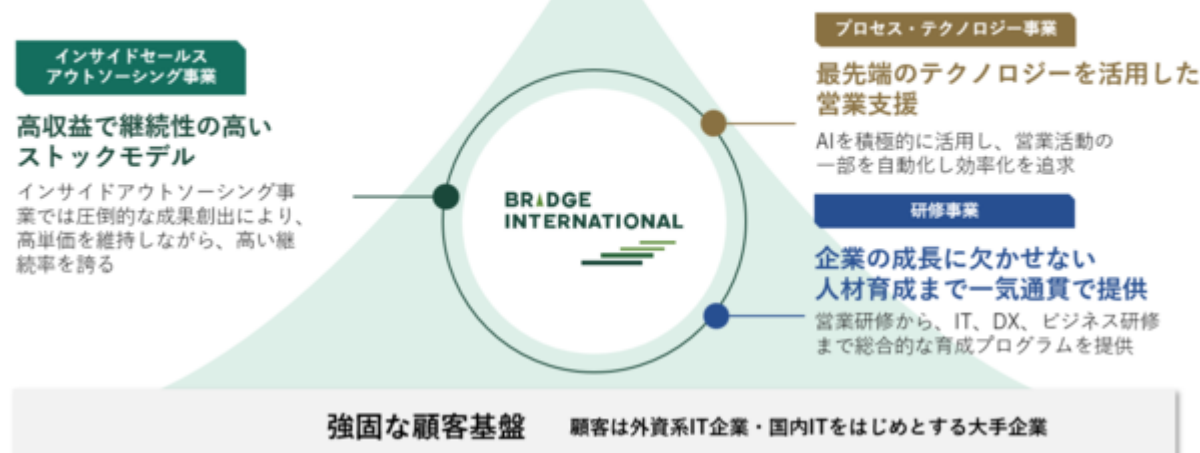 インサイドセールス
アウトソーシング事業
高収益で継続性の高い
ストックモデル
インサイドアウトソーシング事
業では圧倒的な成果創出により、
高単価を維持しながら、高い継
続率を誇る
BRIDGE
INTERNATIONAL
プロセス・テクノロジー事業
最先端のテクノロジーを活用した
営業支援
AIを積極的に活用し、営業活動の
一部を自動化し効率化を追求
研修事業
企業の成長に欠かせない
人材育成まで一気通貫で提供
営業研修から、IT、DX、ビジネス研修
まで総合的な育成プログラムを提供
強固な顧客基盤 顧客は外資系IT企業・国内ITをはじめとする大手企業